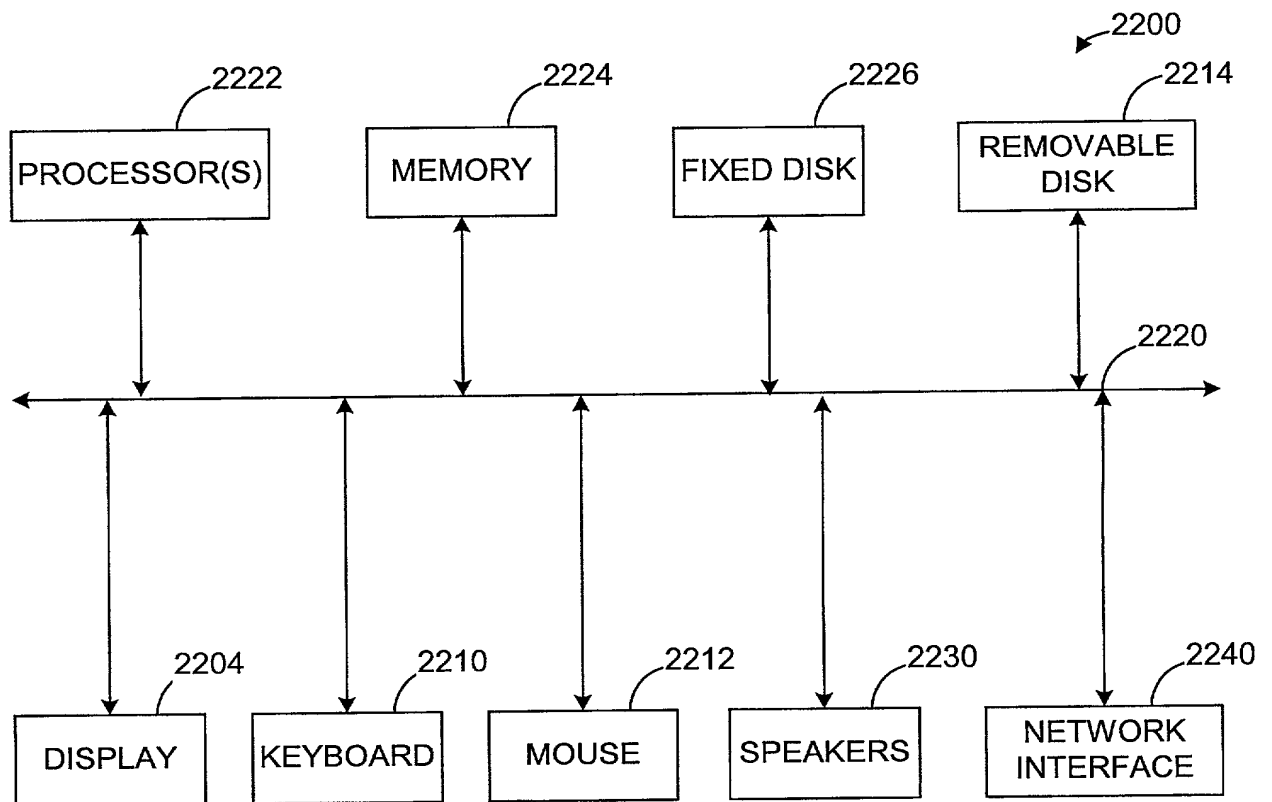 2200
2222
2224
2226
2214
PROCESSOR(S)
MEMORY
FIXED DISK
REMOVABLE
DISK
2220
2204
2210
2212
2230
2240
DISPLAY
KEYBOARD
MOUSE
SPEAKERS
NETWORK
INTERFACE